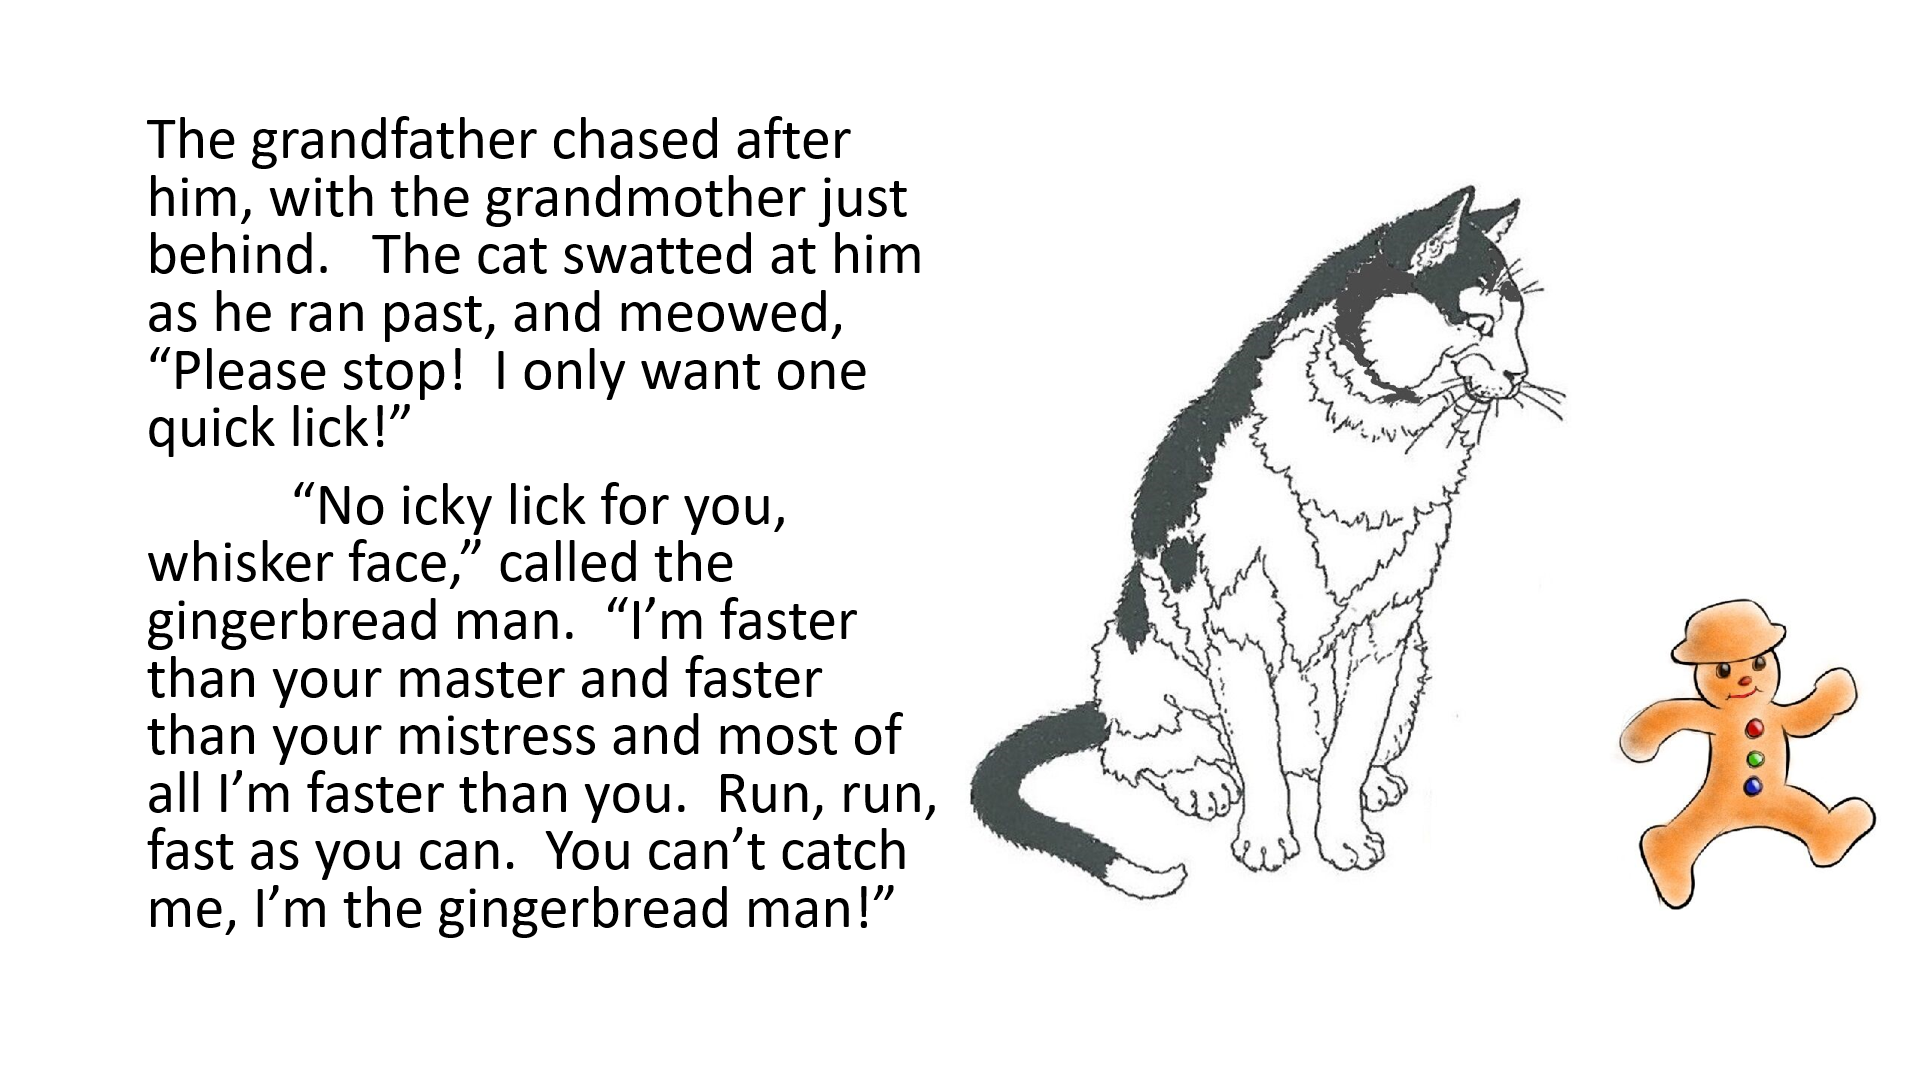 The grandfather chased after
him, with the grandmother just
behind.   The cat swatted at him
as he ran past, and meowed,
“Please stop!  I only want one
quick lick!”
“No icky lick for you,
whisker face,” called the
gingerbread man.  “I’m faster
than your master and faster
than your mistress and most of
all I’m faster than you.  Run, run,
fast as you can.  You can’t catch
me, I’m the gingerbread man!”